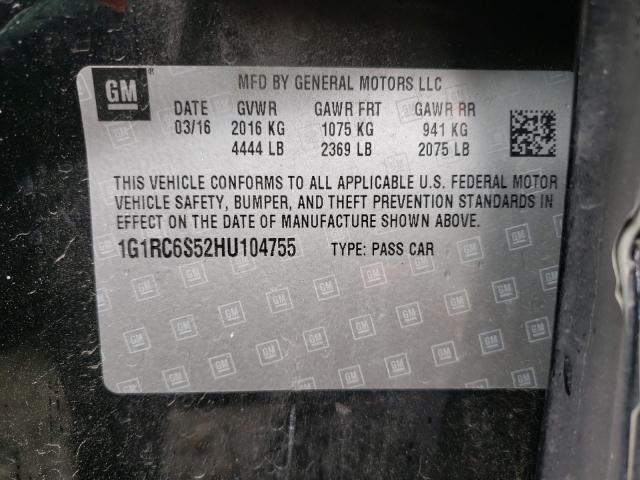 GM
MFD BY GENERAL MOTORS LLC
DATE GVWR GAWR FRT GAWR RR
03/16 2016 KG 1075 KG 941 KG
4444 LB 2369 LB 2075 LB
THIS VEHICLE CONFORMS TO ALL APPLICABLE U.S. FEDERAL MOTOR
VEHICLE SAFETY, BUMPER, AND THEFT PREVENTION STANDARDS IN
EFFECT ON THE DATE OF MANUFACTURE SHOWN ABOVE.
1G1RC6S52HU104755 TYPE: PASS CAR